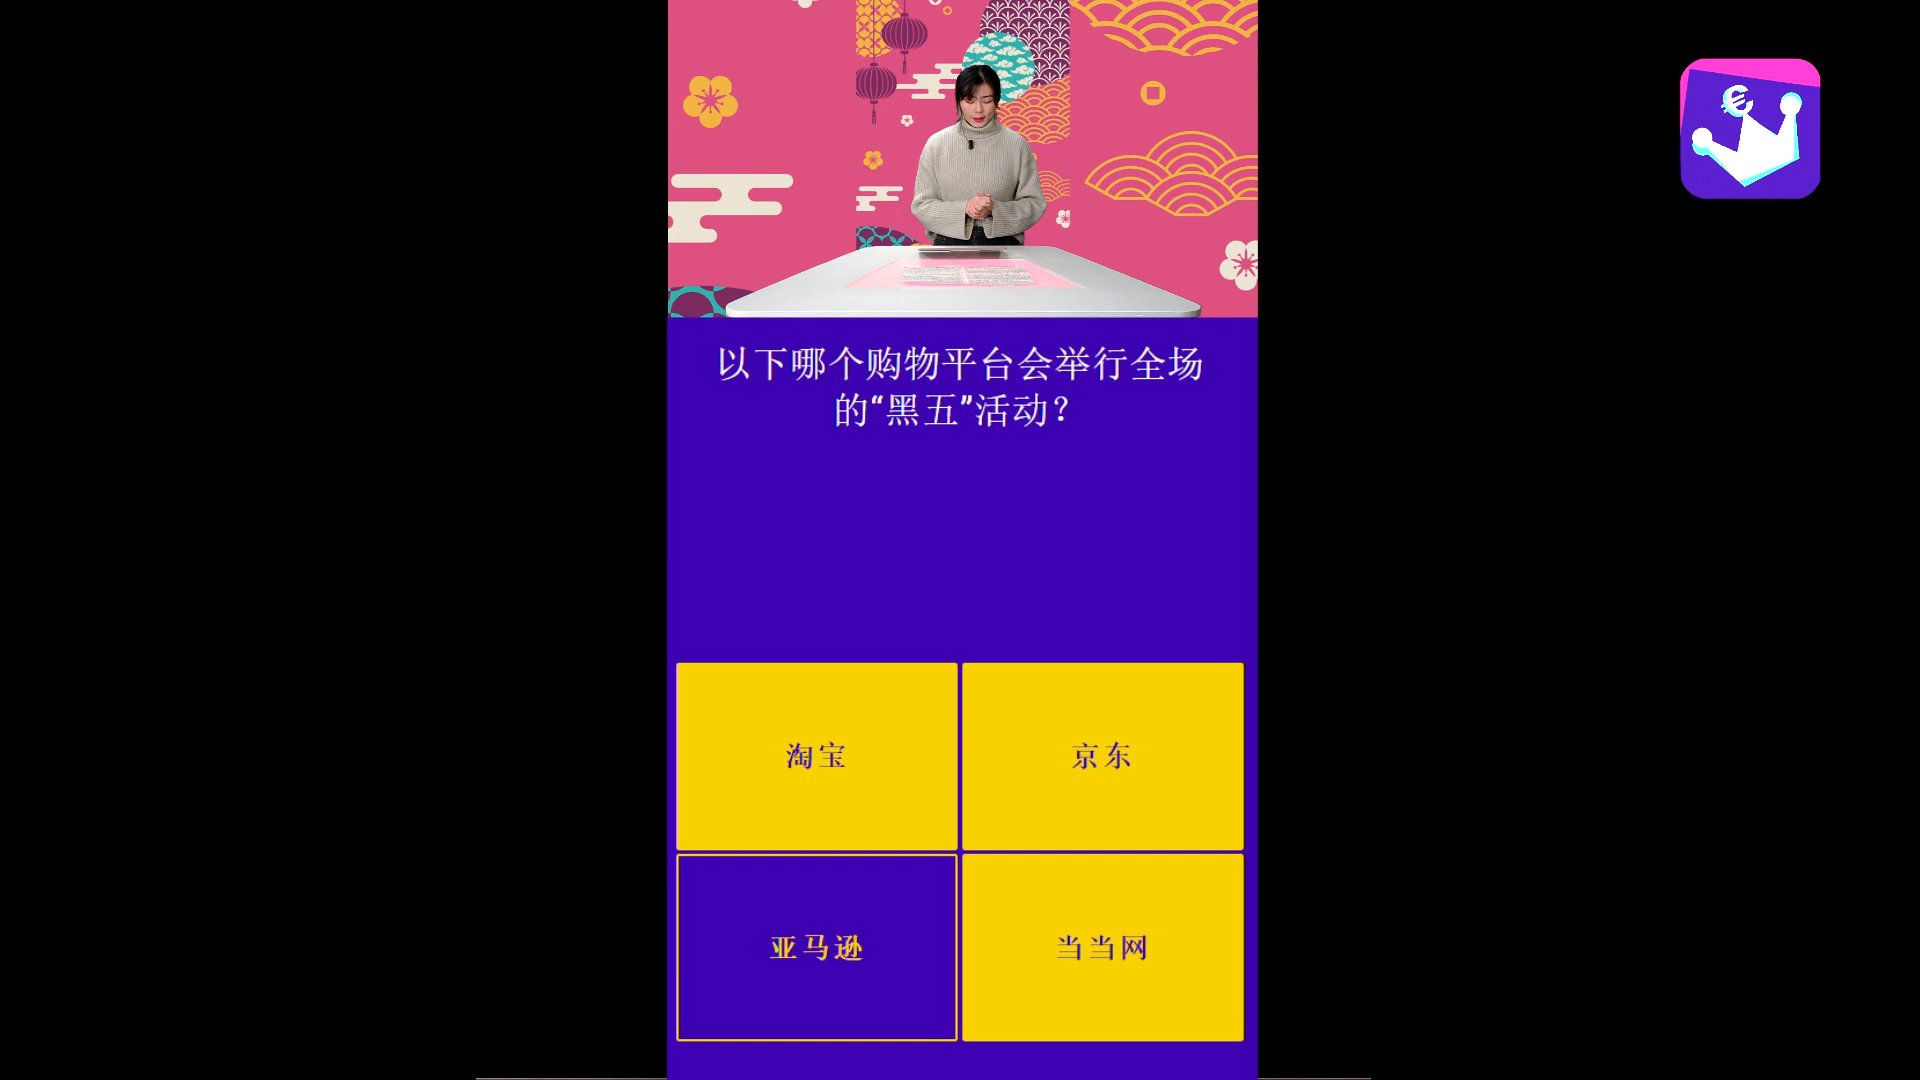 以下哪个购物平台会举行全场
的“黑五”活动？
淘宝
京东
亚马逊
当当网